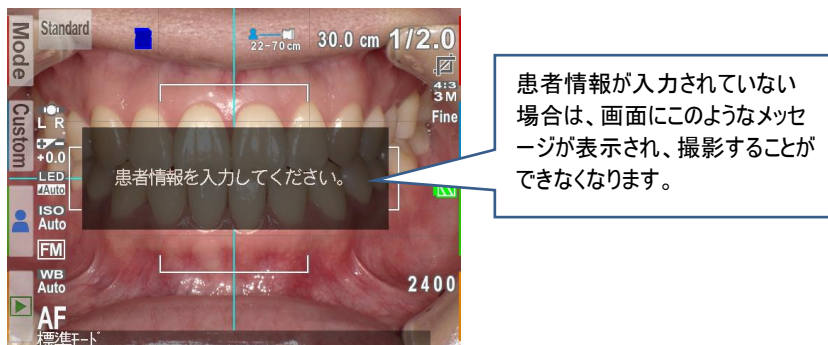 Mode
Standard
22-70cm
30.0 cm
1/2.0
4:3
3M
Fine
Custom
L R
+0.0
LED
Auto
ISO
Auto
FM
WB
Auto
AF
標準モード
2400
患者情報を入力してください。
患者情報が入力されていない
場合は、画面にこのようなメッセ
ージが表示され、撮影することが
できなくなります。